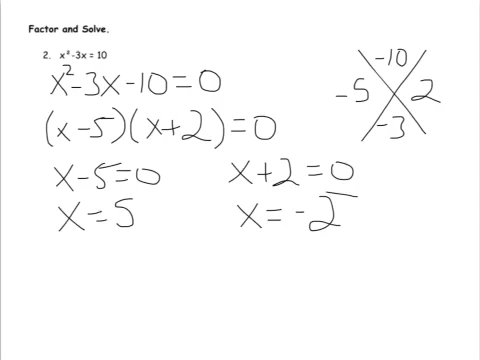 Factor and Solve.
2. x² -3x = 10
x² - 3x - 10 = 0
(x - 5)(x + 2) = 0
x - 5 = 0 x + 2 = 0
x = 5 x = -2
-10
-5 2
-3